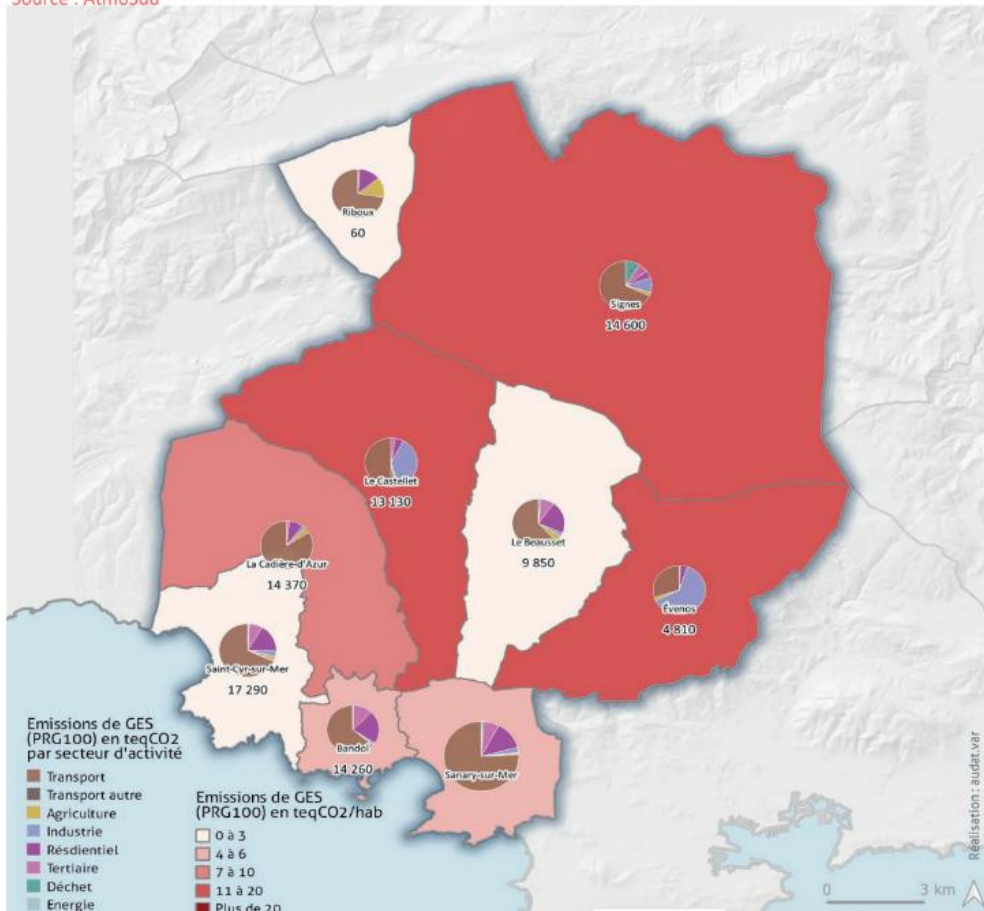 Source : AtmoSud
Riboux
60
Signes
14 600
Le Castellet
13 130
Le Beausset
9 850
La Cadière-d'Azur
14 370
Évenos
4 810
Saint-Cyr-sur-Mer
17 290
Bandol
14 260
Sanary-sur-Mer
Emissions de GES
(PRG100) en teqCO2
par secteur d'activité
Transport
Transport autre
Agriculture
Industrie
Résdientiel
Tertiaire
Déchet
Energie
Emissions de GES
(PRG100) en teqCO2/hab
0 à 3
4 à 6
7 à 10
11 à 20
Plus de 20
0 3 km
Réalisation : audat.var